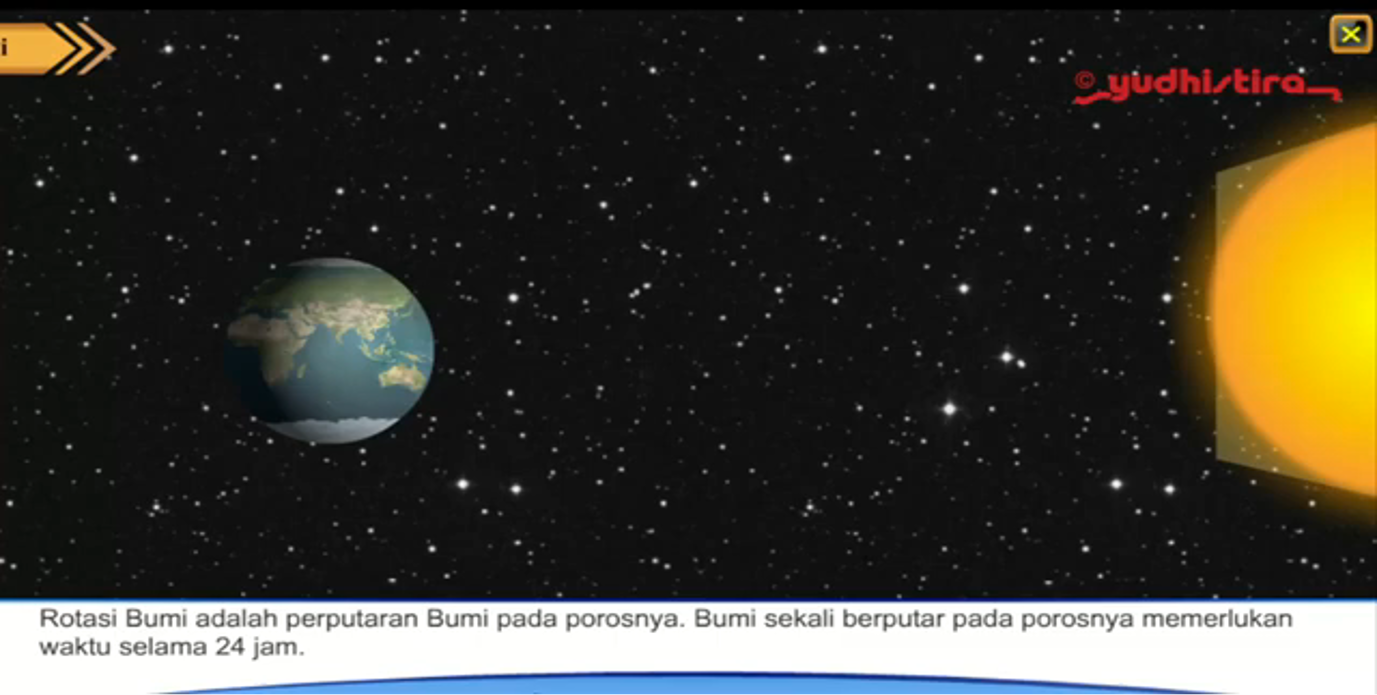 i
© yudhistira
Rotasi Bumi adalah perputaran Bumi pada porosnya. Bumi sekali berputar pada porosnya memerlukan
waktu selama 24 jam.